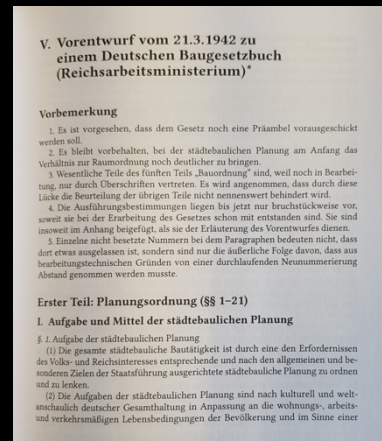 V. Vorentwurf vom 21.3.1942 zu
einem Deutschen Baugesetzbuch
(Reichsarbeitsministerium)*
Vorbemerkung
1. Es ist vorgesehen, dass dem Gesetz noch eine Präambel vorausgeschickt
werden soll.
2. Es bleibt vorbehalten, bei der städtebaulichen Planung am Anfang das
Verhältnis zur Raumordnung noch deutlicher zu bringen.
3. Wesentliche Teile des fünften Teils „Bauordnung" sind, weil noch in Bearbei-
tung, nur durch Überschriften vertreten. Es wird angenommen, dass durch diese
Lücke die Beurteilung der übrigen Teile nicht nennenswert behindert wird.
4. Die Ausführungsbestimmungen liegen bis jetzt nur bruchstückweise vor,
soweit sie bei der Erarbeitung des Gesetzes schon mit entstanden sind. Sie sind
insoweit im Anhang beigefügt, als sie der Erläuterung des Vorentwurfes dienen.
5. Einzelne nicht besetzte Nummern bei dem Paragraphen bedeuten nicht, dass
dort etwas ausgelassen ist, sondern sind nur die äußerliche Folge davon, dass aus
bearbeitungstechnischen Gründen von einer durchlaufenden Neunummerierung
Abstand genommen werden musste.
Erster Teil: Planungsordnung (§§ 1–21)
I. Aufgabe und Mittel der städtebaulichen Planung
§. 1. Aufgabe der städtebaulichen Planung
(1) Die gesamte städtebauliche Bautätigkeit ist durch eine den Erfordernissen
des Volks- und Reichsinteresses entsprechende und nach den allgemeinen und be-
sonderen Zielen der Staatsführung ausgerichtete städtebauliche Planung zu ordnen
und zu lenken.
(2) Die Aufgaben der städtebaulichen Planung sind nach kulturell und welt-
anschaulich deutscher Gesamthaltung in Anpassung an die wohnungs-, arbeits-
und verkehrsmäßigen Lebensbedingungen der Bevölkerung und im Sinne einer